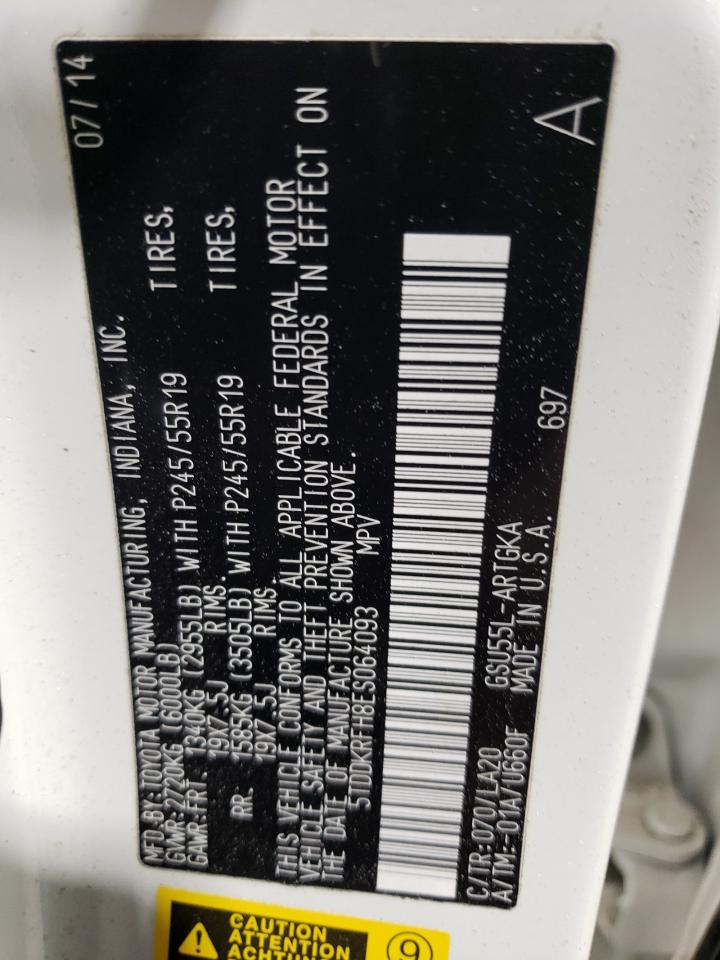 MFD.BY:TOYOTA MOTOR MANUFACTURING, INDIANA, INC. 07/14
GVWR:2720KG (6000LB)
GAWR:FRT. 1340KG (2955LB) WITH P245/55R19 TIRES,
19X7.5J RIMS.
RR. 1585KG (3505LB) WITH P245/55R19 TIRES,
19X7.5J RIMS.
THIS VEHICLE CONFORMS TO ALL APPLICABLE FEDERAL MOTOR
VEHICLE SAFETY AND THEFT PREVENTION STANDARDS IN EFFECT ON
THE DATE OF MANUFACTURE SHOWN ABOVE.
5TDDKRFH8ES064093 MPV
C/TR:070/LA20 GSU55L-ARTGKA 697 A
A/TM:-01A/U660F MADE IN U.S.A.
CAUTION
ATTENTION
ACHTUNG
9